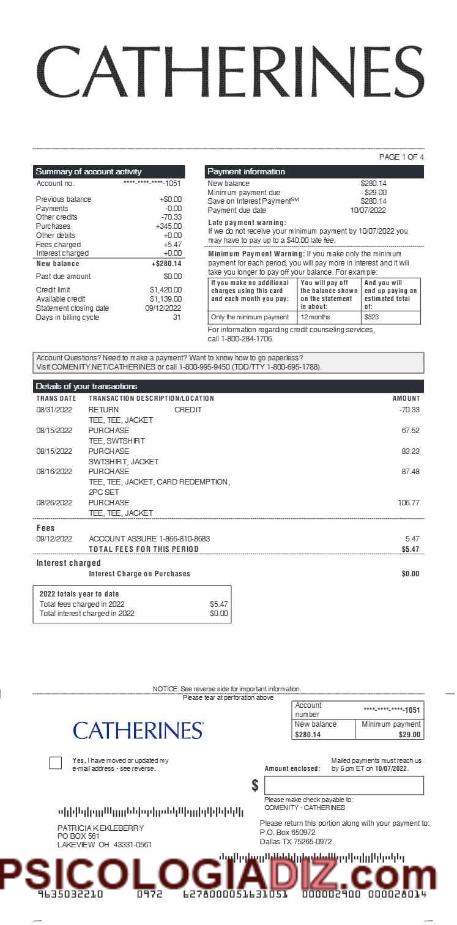 CATHERINES
PAGE 1 OF 4
Summary of account activity
Account no. ****-****-****-1051
Previous balance +$0.00
Payments -0.00
Other credits -70.33
Purchases +345.00
Other debits +0.00
Fees charged +5.47
Interest charged +0.00
New balance +$280.14
Past due amount $0.00
Credit limit $1,420.00
Available credit $1,139.00
Statement closing date 09/12/2022
Days in billing cycle 31
Payment information
New balance $280.14
Minimum payment due $29.00
Save on Interest Payment℠ $280.14
Payment due date 10/07/2022
Late payment warning:
If we do not receive your minimum payment by 10/07/2022 you
may have to pay up to a $40.00 late fee.
Minimum Payment Warning: If you make only the minimum
payment for each period, you will pay more in interest and it will
take you longer to pay off your balance. For example:
If you make no additional You will pay off And you will
charges using this card the balance shown end up paying an
and each month you pay: on the statement estimated total
in about: of:
Only the minimum payment 12 months $323
For information regarding credit counseling services,
call 1-800-284-1706.
Account Questions? Need to make a payment? Want to know how to go paperless?
Visit COMENITY.NET/CATHERINES or call 1-800-995-9450 (TDD/TTY 1-800-695-1788).
Details of your transactions
TRANS DATE TRANSACTION DESCRIPTION/LOCATION AMOUNT
08/31/2022 RETURN CREDIT -70.33
TEE, TEE, JACKET
08/15/2022 PURCHASE 67.52
TEE, SWTSHIRT
08/15/2022 PURCHASE 83.23
SWTSHIRT, JACKET
08/16/2022 PURCHASE 87.48
TEE, TEE, JACKET, CARD REDEMPTION,
2PC SET
08/26/2022 PURCHASE 106.77
TEE, TEE, JACKET
Fees
09/12/2022 ACCOUNT ASSURE 1-866-810-8683 5.47
TOTAL FEES FOR THIS PERIOD $5.47
Interest charged
Interest Charge on Purchases $0.00
2022 totals year to date
Total fees charged in 2022 $5.47
Total interest charged in 2022 $0.00
NOTICE: See reverse side for important information.
Please tear at perforation above.
CATHERINES
Account
number ****-****-****-1051
New balance Minimum payment
$280.14 $29.00
Yes, I have moved or updated my
e-mail address - see reverse.
Mailed payments must reach us
Amount enclosed: by 6 pm ET on 10/07/2022.
$
Please make check payable to:
COMENITY - CATHERINES
PATRICIA K EKLEBERRY
PO BOX 561
LAKEVIEW OH 43331-0561
Please return this portion along with your payment to:
P.O. Box 650972
Dallas TX 75265-0972
PSICOLOGIADIZ.com
9635032210 0972 6278000051631051 000002900 000028014